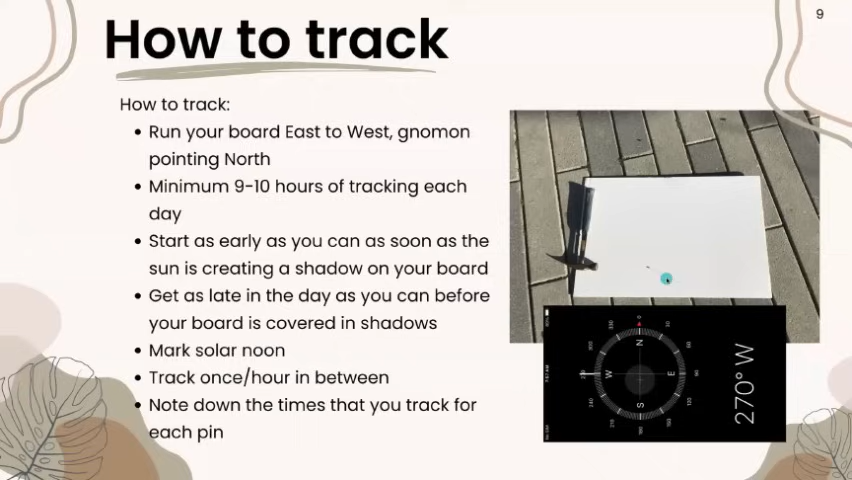 9
How to track
How to track:
• Run your board East to West, gnomon
pointing North
• Minimum 9-10 hours of tracking each
day
• Start as early as you can as soon as the
sun is creating a shadow on your board
• Get as late in the day as you can before
your board is covered in shadows
• Mark solar noon
• Track once/hour in between
• Note down the times that you track for
each pin
N
W
E
S
270° W